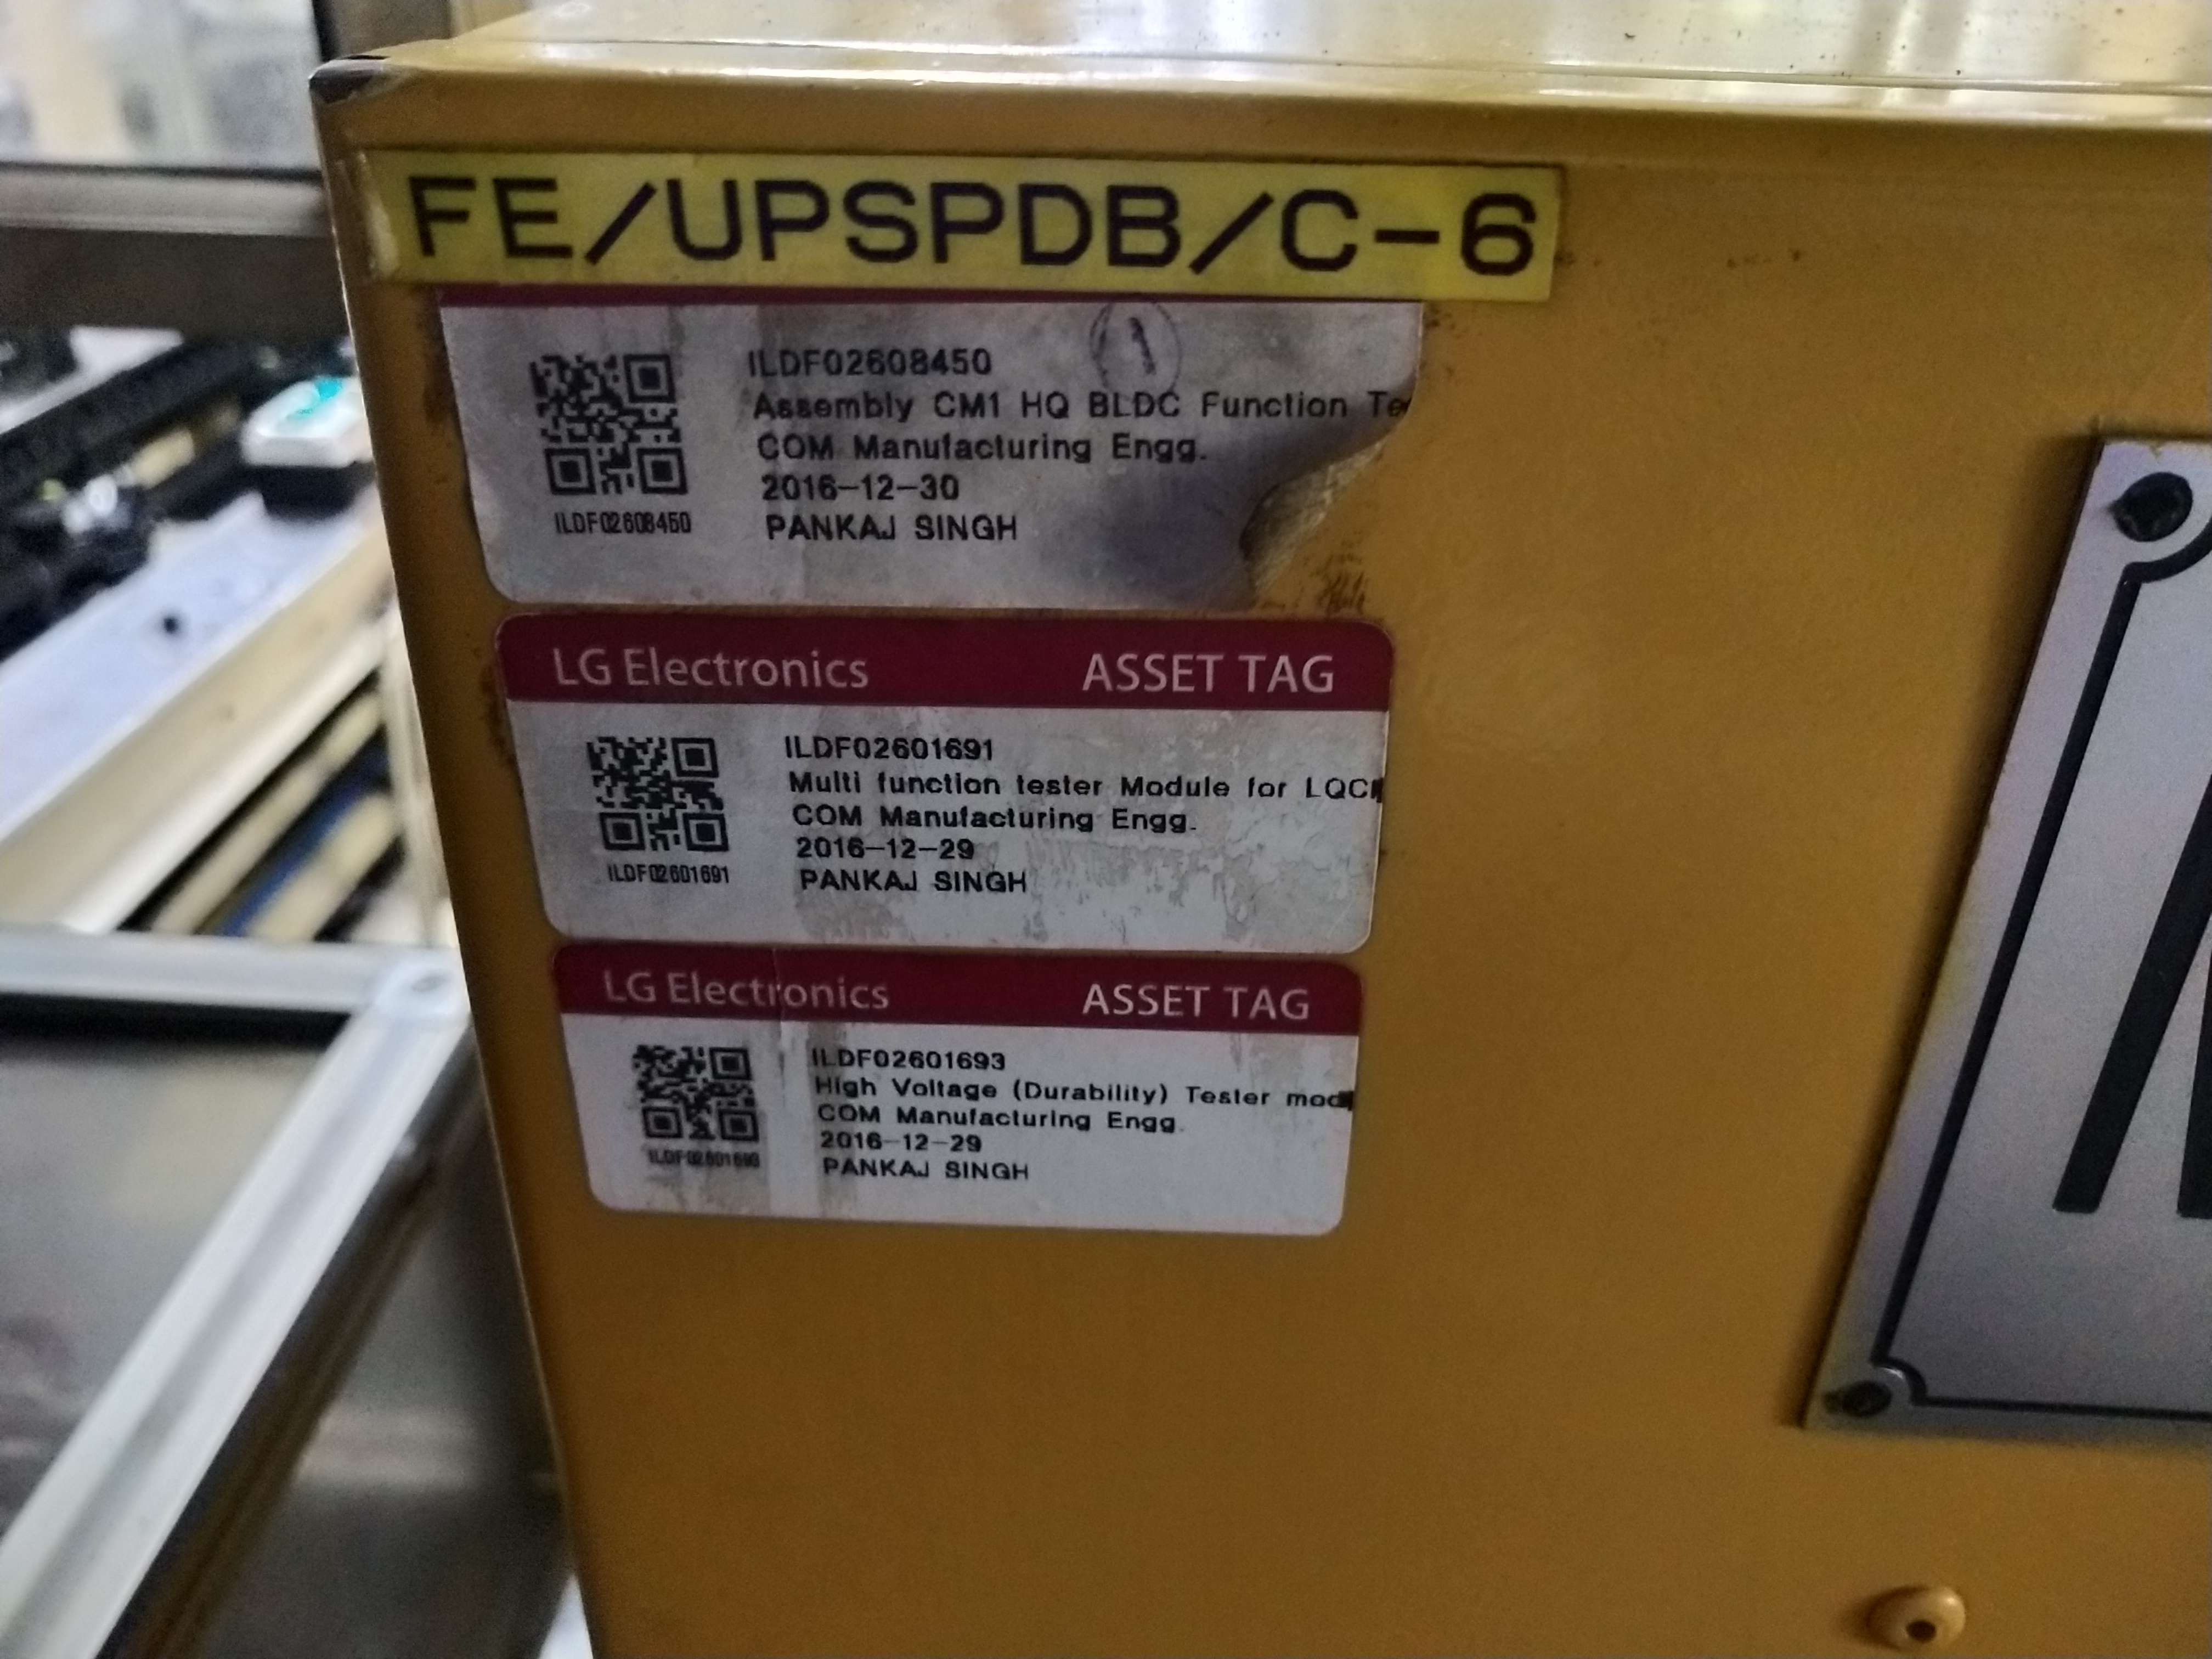 FE/UPSPDB/C-6
1
ILDF02608450
Assembly CM1 HQ BLDC Function
COM Manufacturing Engg.
2016-12-30
ILDF02608450
PANKAJ SINGH
LG Electronics ASSET TAG
ILDF02601691
Multi function tester Module for LQC
COM Manufacturing Engg.
2016-12-29
ILDF02601691
PANKAJ SINGH
LG Electronics ASSET TAG
ILDF02601693
High Voltage (Durability) Tester
COM Manufacturing Engg.
2016-12-29
ILDF02601693
PANKAJ SINGH